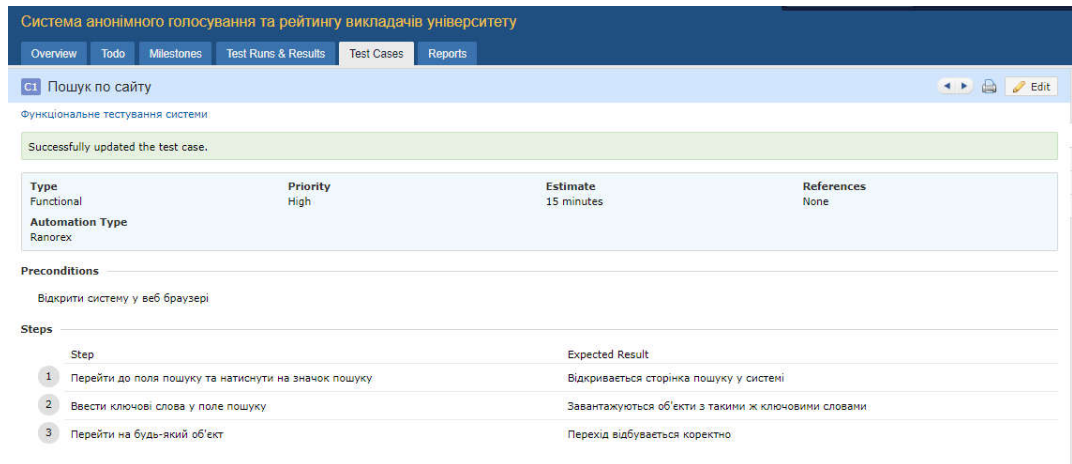 Система анонімного голосування та рейтингу викладачів університету
Overview Todo Milestones Test Runs & Results Test Cases Reports
C1 Пошук по сайту Edit
Функціональне тестування системи
Successfully updated the test case.
Type Priority Estimate References
Functional High 15 minutes None
Automation Type
Ranorex
Preconditions
Відкрити систему у веб браузері
Steps
Step Expected Result
1 Перейти до поля пошуку та натиснути на значок пошуку Відкривається сторінка пошуку у системі
2 Ввести ключові слова у поле пошуку Завантажуються об'єкти з такими ж ключовими словами
3 Перейти на будь-який об'єкт Перехід відбувається коректно